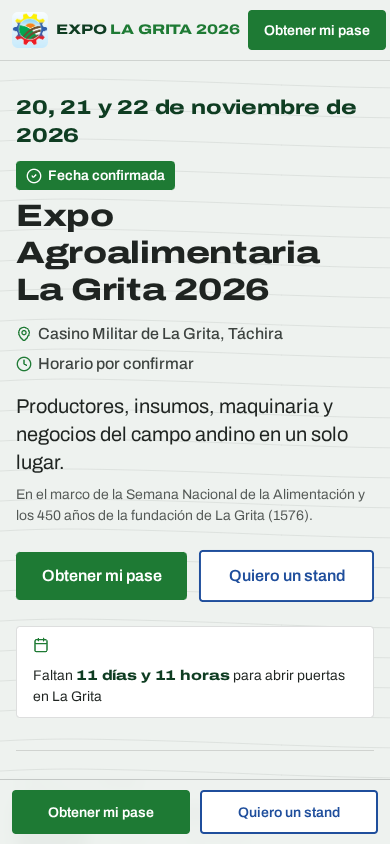 EXPO LA GRITA 2026
Obtener mi pase
20, 21 y 22 de noviembre de
2026
Fecha confirmada
Expo
Agroalimentaria
La Grita 2026
Casino Militar de La Grita, Táchira
Horario por confirmar
Productores, insumos, maquinaria y
negocios del campo andino en un solo
lugar.
En el marco de la Semana Nacional de la Alimentación y
los 450 años de la fundación de La Grita (1576).
Obtener mi pase
Quiero un stand
Faltan 11 días y 11 horas para abrir puertas
en La Grita
Obtener mi pase
Quiero un stand